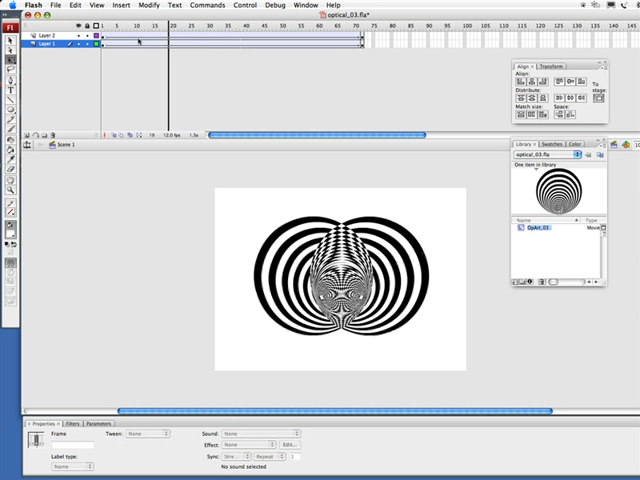 Flash File Edit View Insert Modify Text Commands Control Debug Window Help
optical_03.fla*
Layer 2
Layer 1
1 5 10 15 20 25 30 35 40 45 50 55 60 65 70 75 80 85 90 95 100 105 110 115 120 125 130 135 140 145
Fl
Align × Transform
Align:
To stage:
Distribute:
Match size: Space:
19 12.0 fps 1.5s
Scene 1
Library × Swatches Color
optical_03.fla
One item in library
Name Type
OpArt_03 Movie
Properties × Filters Parameters
Frame Tween: None Sound: None
Effect: None Edit...
Label type: Sync: Stre... Repeat 1
Name No sound selected